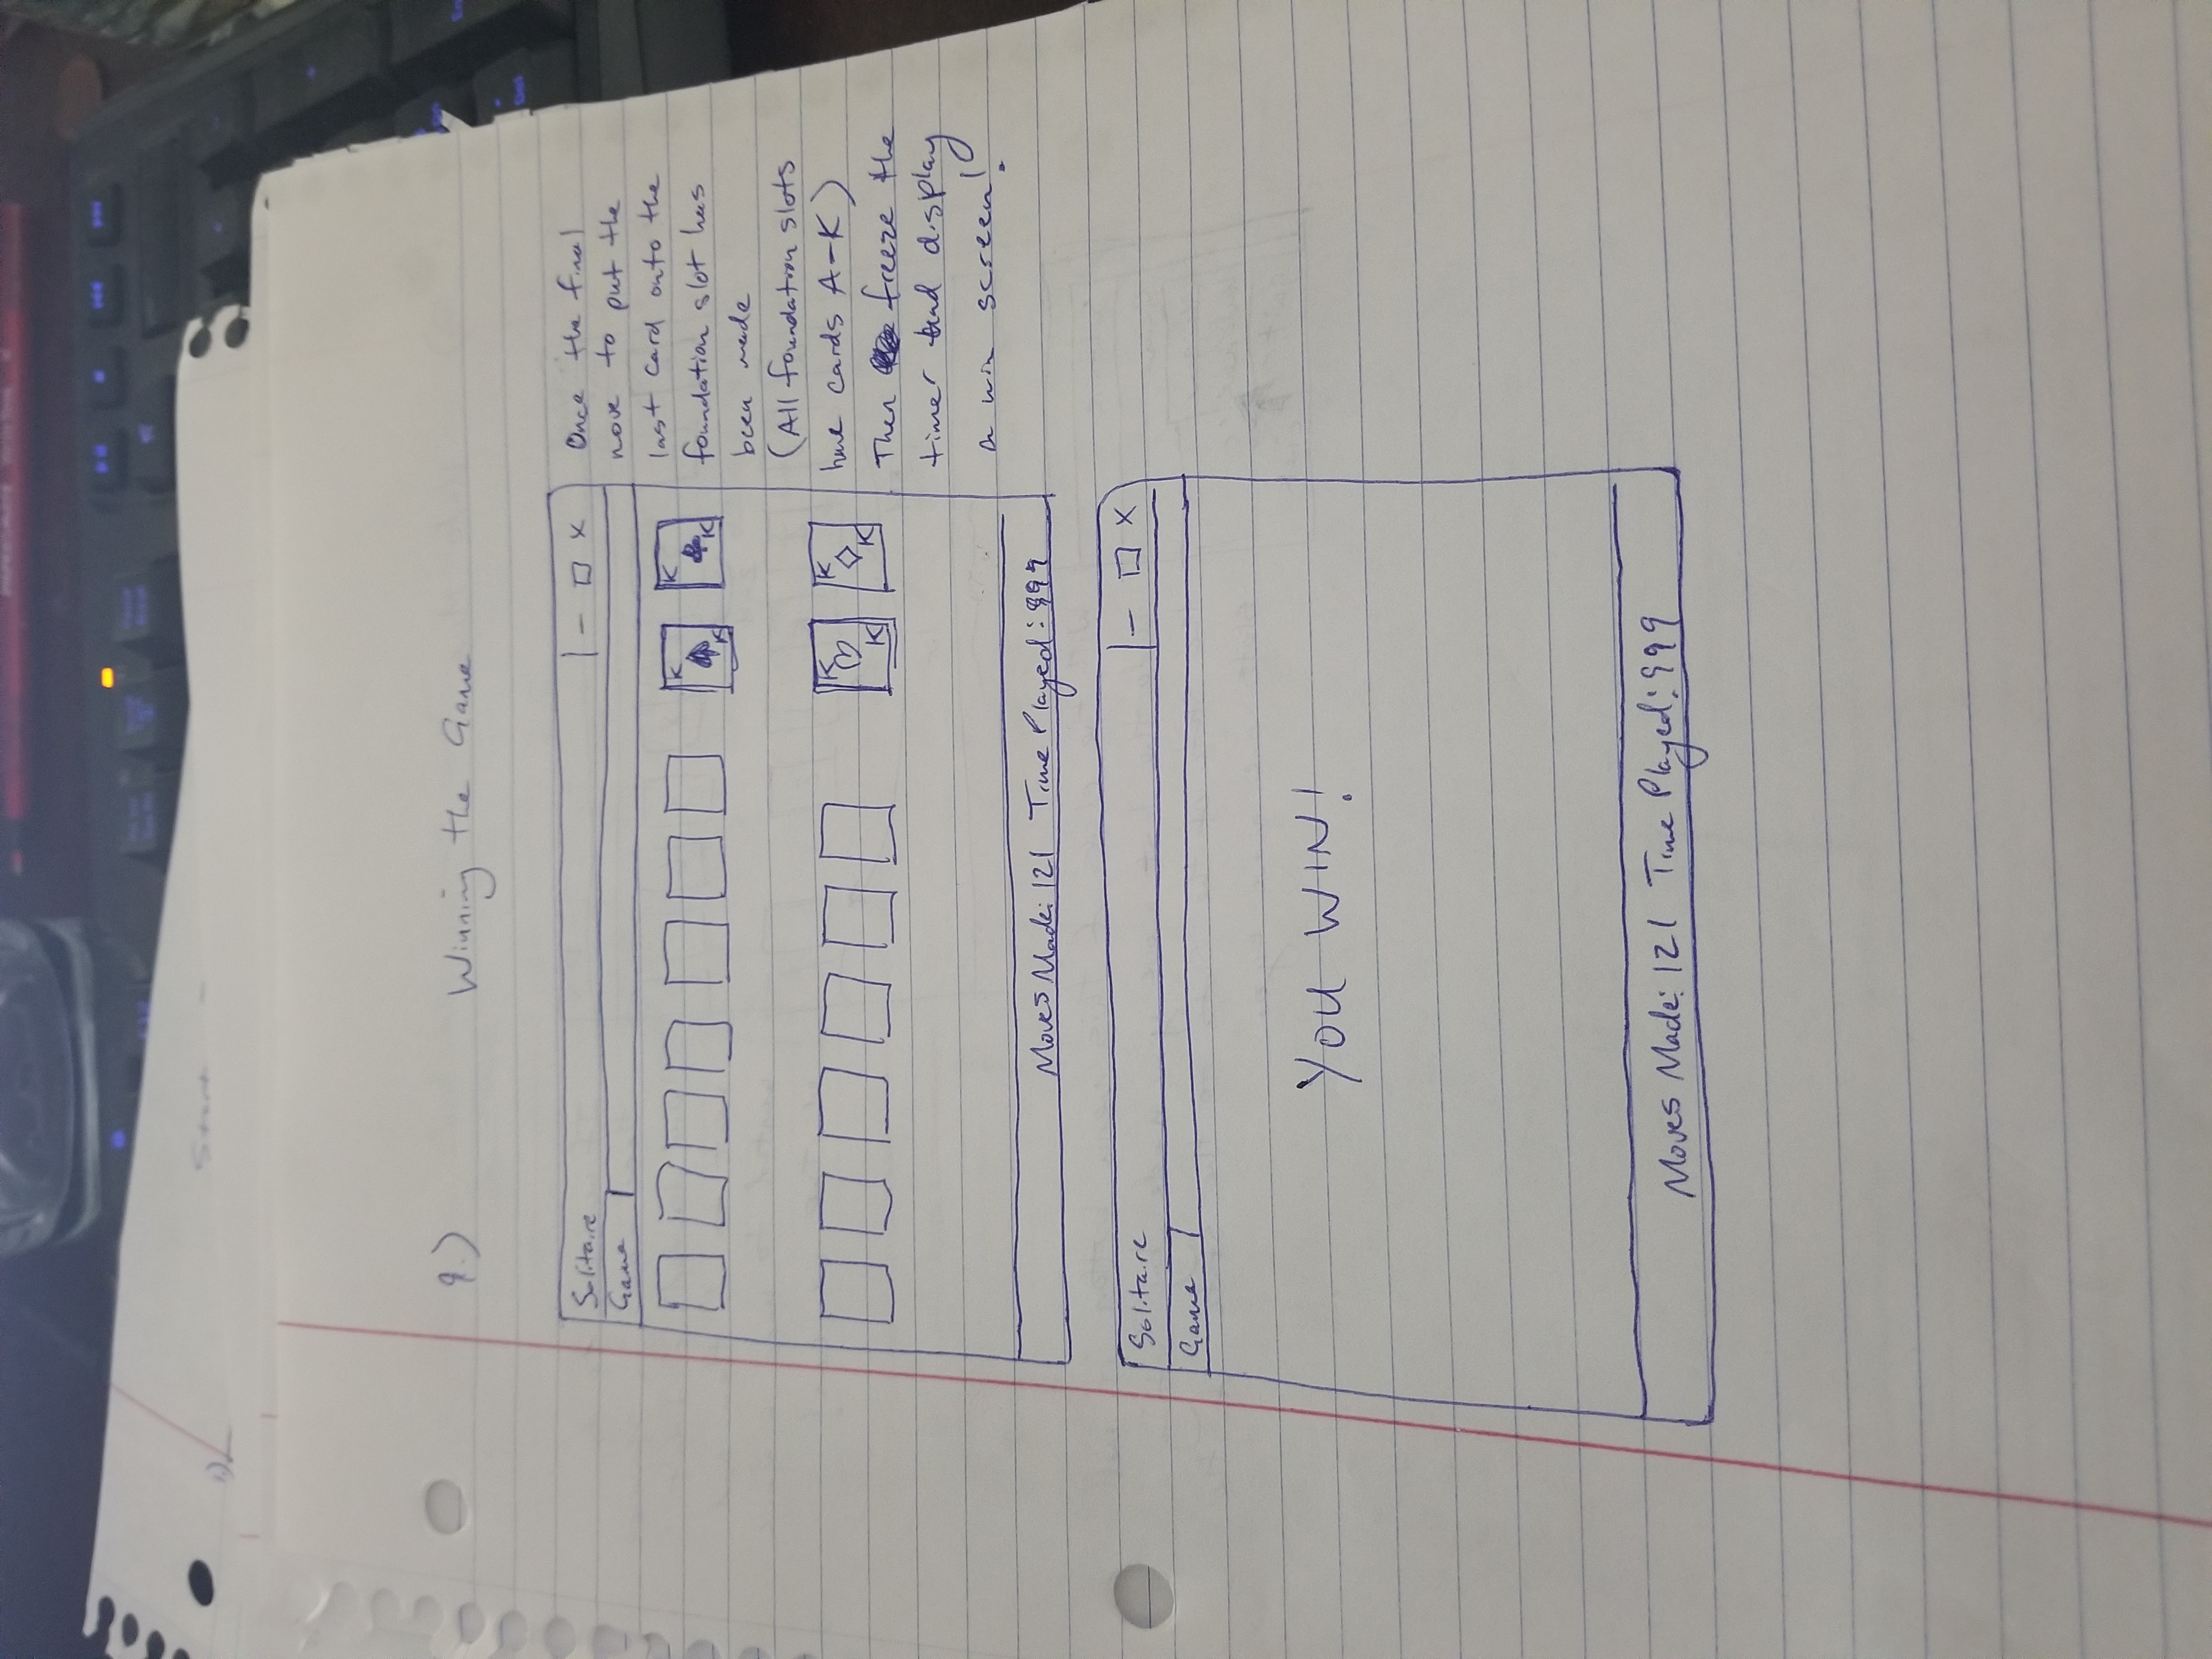 Start -
9.) Winning the Game
Solitaire - □ X
Game
K K
K K
K K
K K
Moves Made: 121 Time Played: 999
Once the final
move to put the
last card onto the
foundation slot has
been made
(All foundation slots
have cards A-K)
Then freeze the
timer and display
a win screen!
Solitaire - □ X
Game
YOU WIN!
Moves Made: 121 Time Played: 999